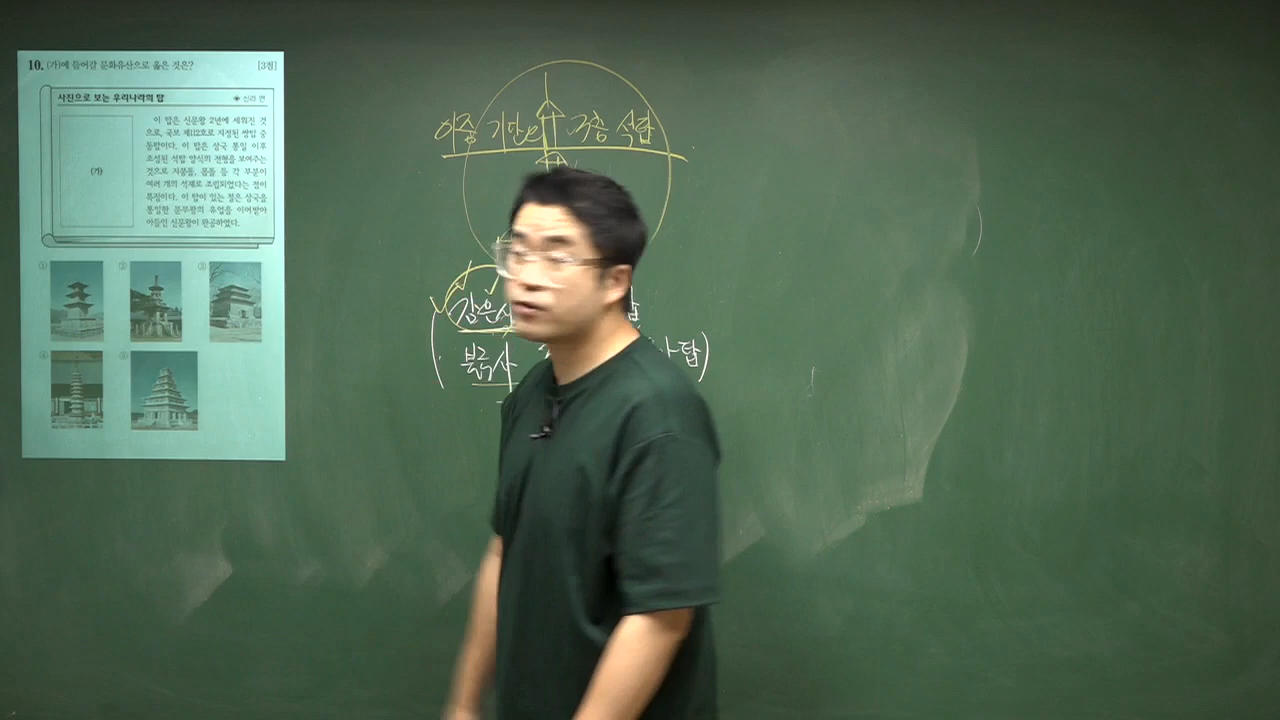 10. (가)에 들어갈 문화유산으로 옳은 것은? [3점]
사진으로 보는 우리나라의 탑 ◈ 신라 편
(가)
이 탑은 신문왕 2년에 세워진 것
으로, 국보 제112호로 지정된 쌍탑 중
동탑이다. 이 탑은 삼국 통일 이후
조성된 석탑 양식의 전형을 보여주는
것으로 지붕돌, 몸돌 등 각 부분이
여러 개의 석재로 조립되었다는 점이
특징이다. 이 탑이 있는 절은 삼국을
통일한 문무왕의 유업을 이어받아
아들인 신문왕이 완공하였다.
① ② ③
④ ⑤
이중 기단 3층 석탑
감은사 탑
불국사 탑)